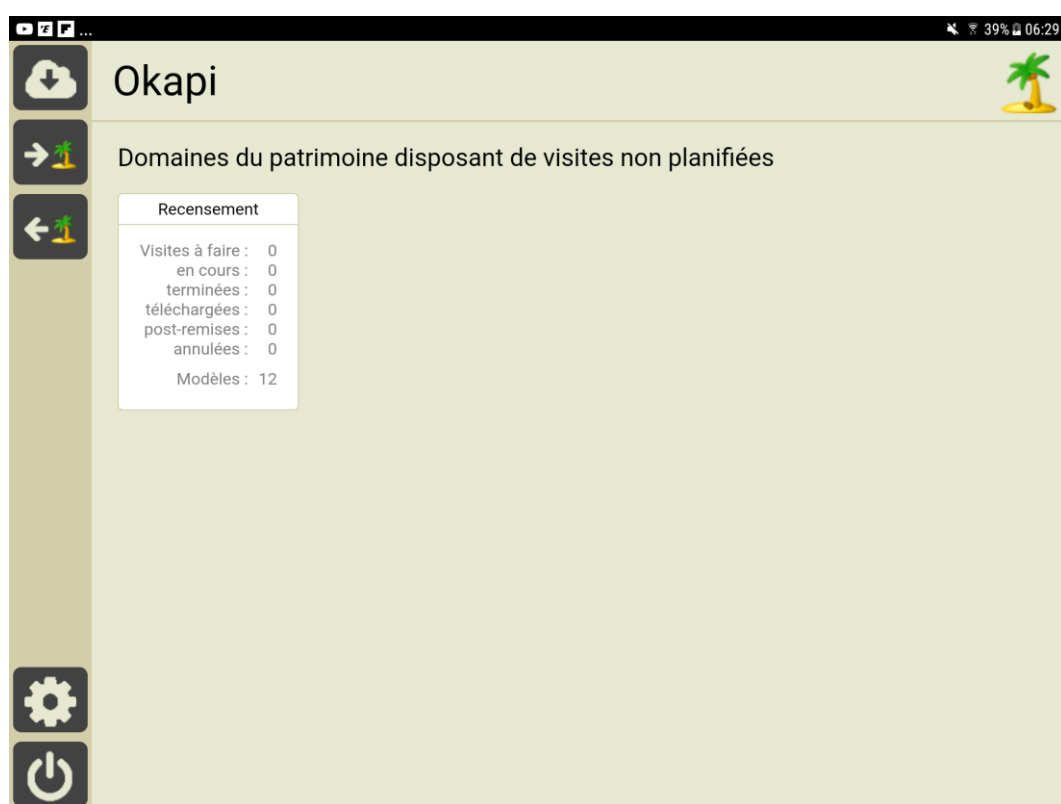 ... 39% 06:29
Okapi
Domaines du patrimoine disposant de visites non planifiées
Recensement
Visites à faire : 0
en cours : 0
terminées : 0
téléchargées : 0
post-remises : 0
annulées : 0
Modèles : 12